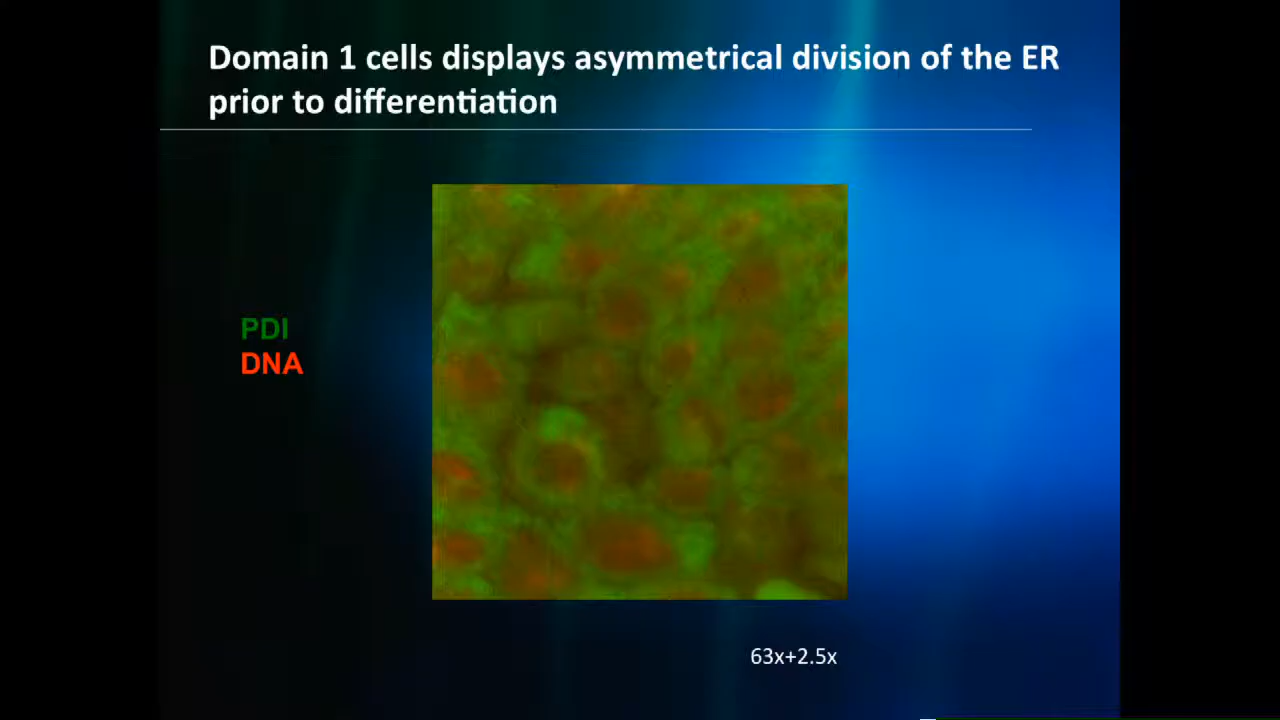 Domain 1 cells displays asymmetrical division of the ER
prior to differentiation
PDI
DNA
63x+2.5x